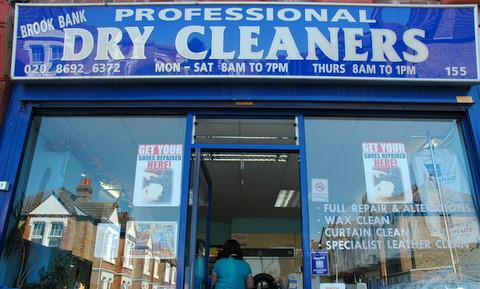 BROOK BANK
PROFESSIONAL
DRY CLEANERS
020 8692 6372 MON - SAT 8AM TO 7PM THURS 8AM TO 1PM 155
GET YOUR
SHOES REPAIRED
HERE!
GET YOUR
SHOES REPAIRED
HERE!
FULL REPAIR & ALTERATIONS
WAX CLEAN
CURTAIN CLEAN
SPECIALIST LEATHER CLEAN